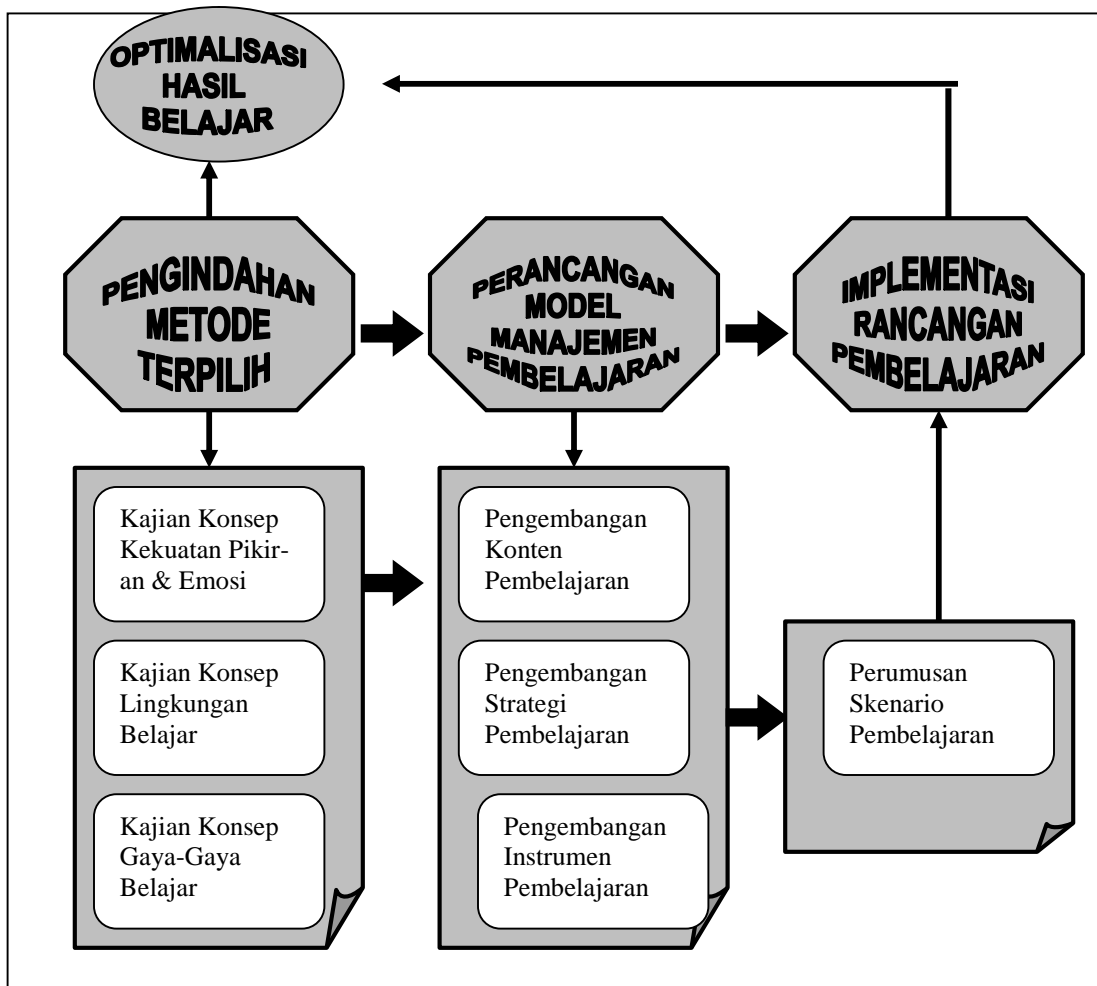 OPTIMALISASI
HASIL
BELAJAR
PENGINDAHAN
METODE
TERPILIH
PERANCANGAN
MODEL
MANAJEMEN
PEMBELAJARAN
IMPLEMENTASI
RANCANGAN
PEMBELAJARAN
Kajian Konsep
Kekuatan Pikir-
an & Emosi
Kajian Konsep
Lingkungan
Belajar
Kajian Konsep
Gaya-Gaya
Belajar
Pengembangan
Konten
Pembelajaran
Pengembangan
Strategi
Pembelajaran
Pengembangan
Instrumen
Pembelajaran
Perumusan
Skenario
Pembelajaran